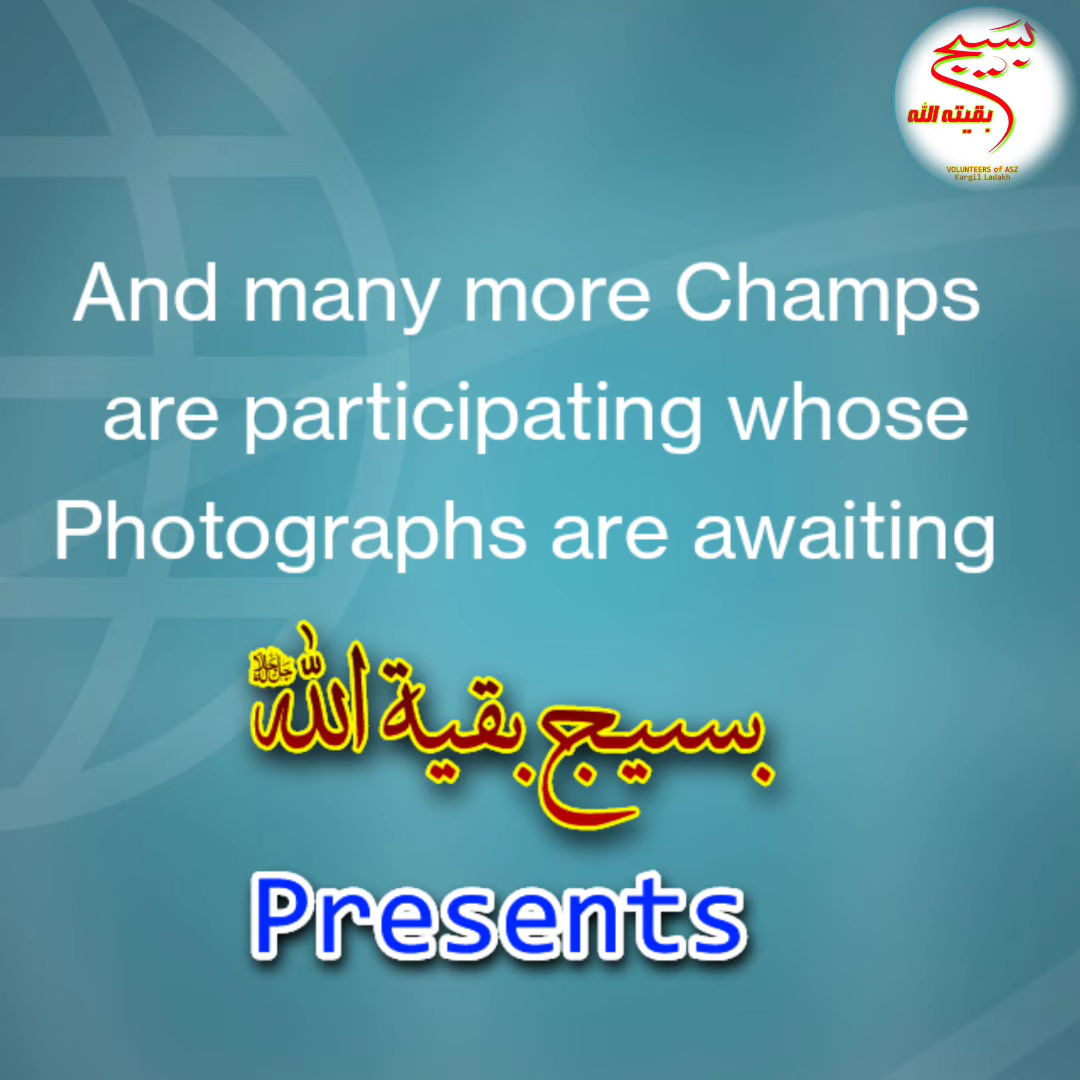 بسیج
بقیته الله
VOLUNTEERS of ASZ
Kargil Ladakh
And many more Champs
are participating whose
Photographs are awaiting
بسیج بقیة الله ﷻ
Presents